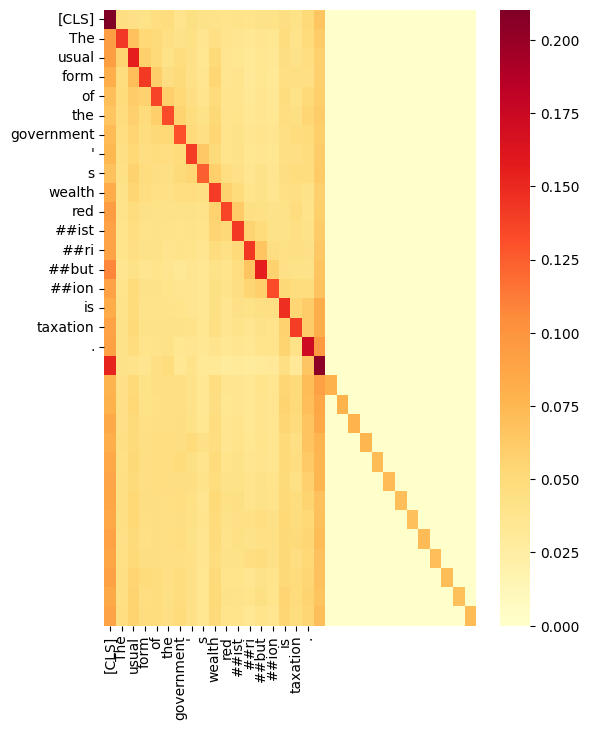 [CLS]
The
usual
form
of
the
government
'
s
wealth
red
##ist
##ri
##but
##ion
is
taxation
.
[CLS]
The
usual
form
of
the
government
'
s
wealth
red
##ist
##ri
##but
##ion
is
taxation
.
0.200
0.175
0.150
0.125
0.100
0.075
0.050
0.025
0.000